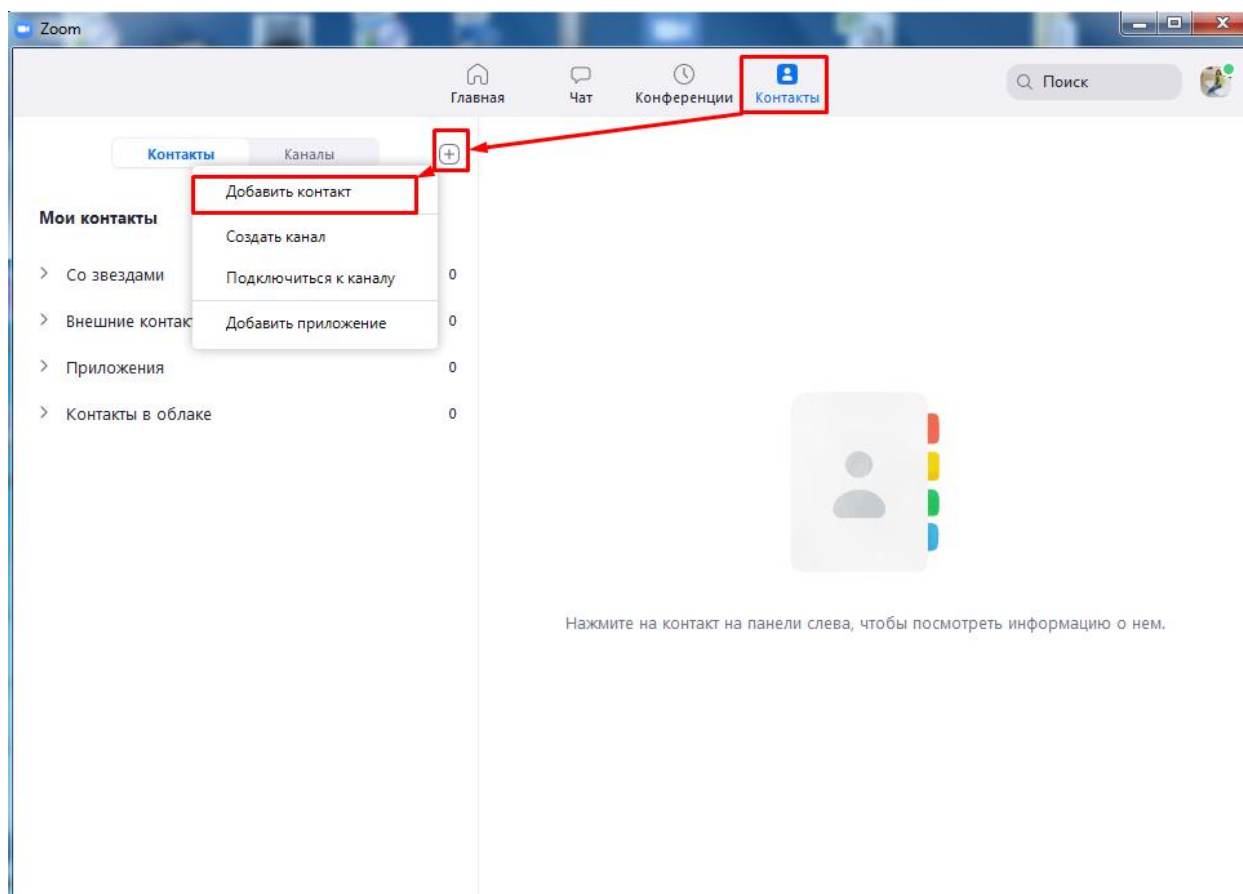 Zoom
Главная
Чат
Конференции
Контакты
Поиск
Контакты
Каналы
Добавить контакт
Мои контакты
Создать канал
Со звездами 0
Подключиться к каналу
Внешние контак 0
Добавить приложение
Приложения 0
Контакты в облаке 0
Нажмите на контакт на панели слева, чтобы посмотреть информацию о нем.